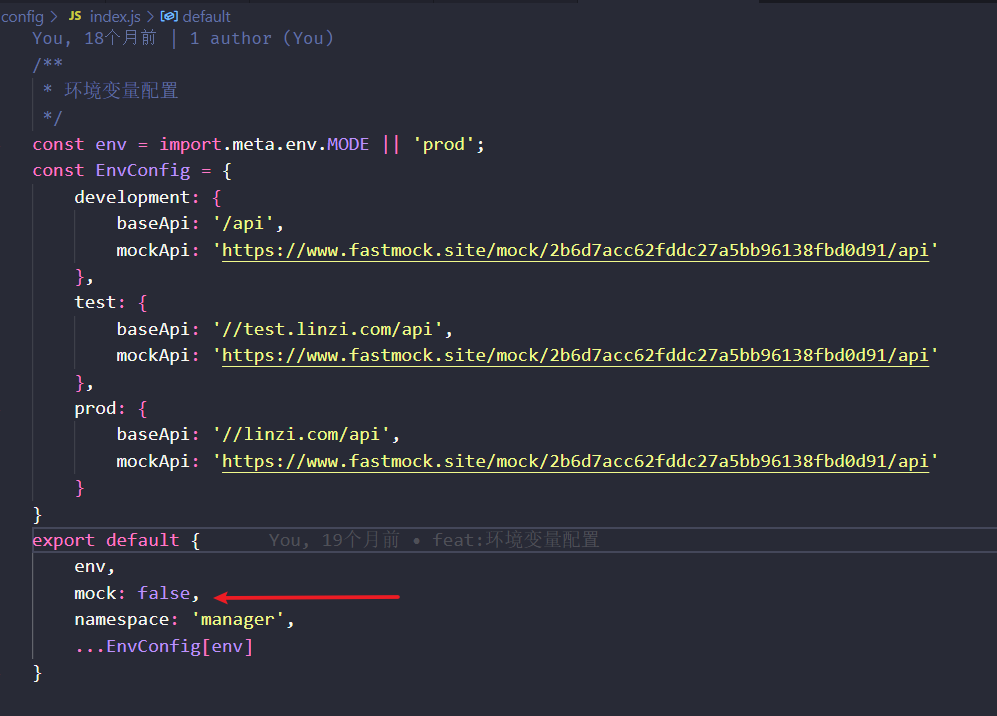 config > JS index.js > default
You, 18个月前 | 1 author (You)
/**
 * 环境变量配置
 */
const env = import.meta.env.MODE || 'prod';
const EnvConfig = {
    development: {
        baseApi: '/api',
        mockApi: 'https://www.fastmock.site/mock/2b6d7acc62fddc27a5bb96138fbd0d91/api'
    },
    test: {
        baseApi: '//test.linzi.com/api',
        mockApi: 'https://www.fastmock.site/mock/2b6d7acc62fddc27a5bb96138fbd0d91/api'
    },
    prod: {
        baseApi: '//linzi.com/api',
        mockApi: 'https://www.fastmock.site/mock/2b6d7acc62fddc27a5bb96138fbd0d91/api'
    }
}
export default {    You, 19个月前 • feat:环境变量配置
    env,
    mock: false,
    namespace: 'manager',
    ...EnvConfig[env]
}